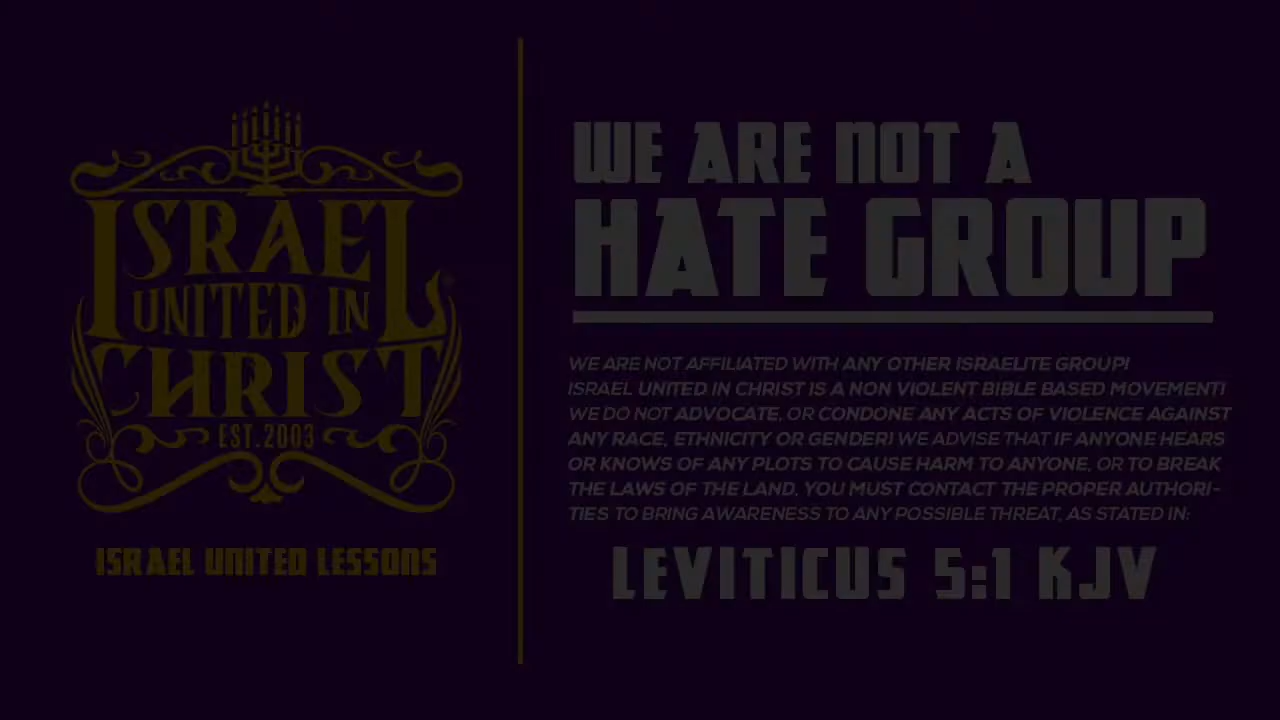 ISRAEL
UNITED IN
CHRIST
EST.2003
ISRAEL UNITED LESSONS
WE ARE NOT A
HATE GROUP
WE ARE NOT AFFILIATED WITH ANY OTHER ISRAELITE GROUP!
ISRAEL UNITED IN CHRIST IS A NON VIOLENT BIBLE BASED MOVEMENT!
WE DO NOT ADVOCATE, OR CONDONE ANY ACTS OF VIOLENCE AGAINST
ANY RACE, ETHNICITY OR GENDER! WE ADVISE THAT IF ANYONE HEARS
OR KNOWS OF ANY PLOTS TO CAUSE HARM TO ANYONE, OR TO BREAK
THE LAWS OF THE LAND, YOU MUST CONTACT THE PROPER AUTHORI-
TIES TO BRING AWARENESS TO ANY POSSIBLE THREAT, AS STATED IN:
LEVITICUS 5:1 KJV